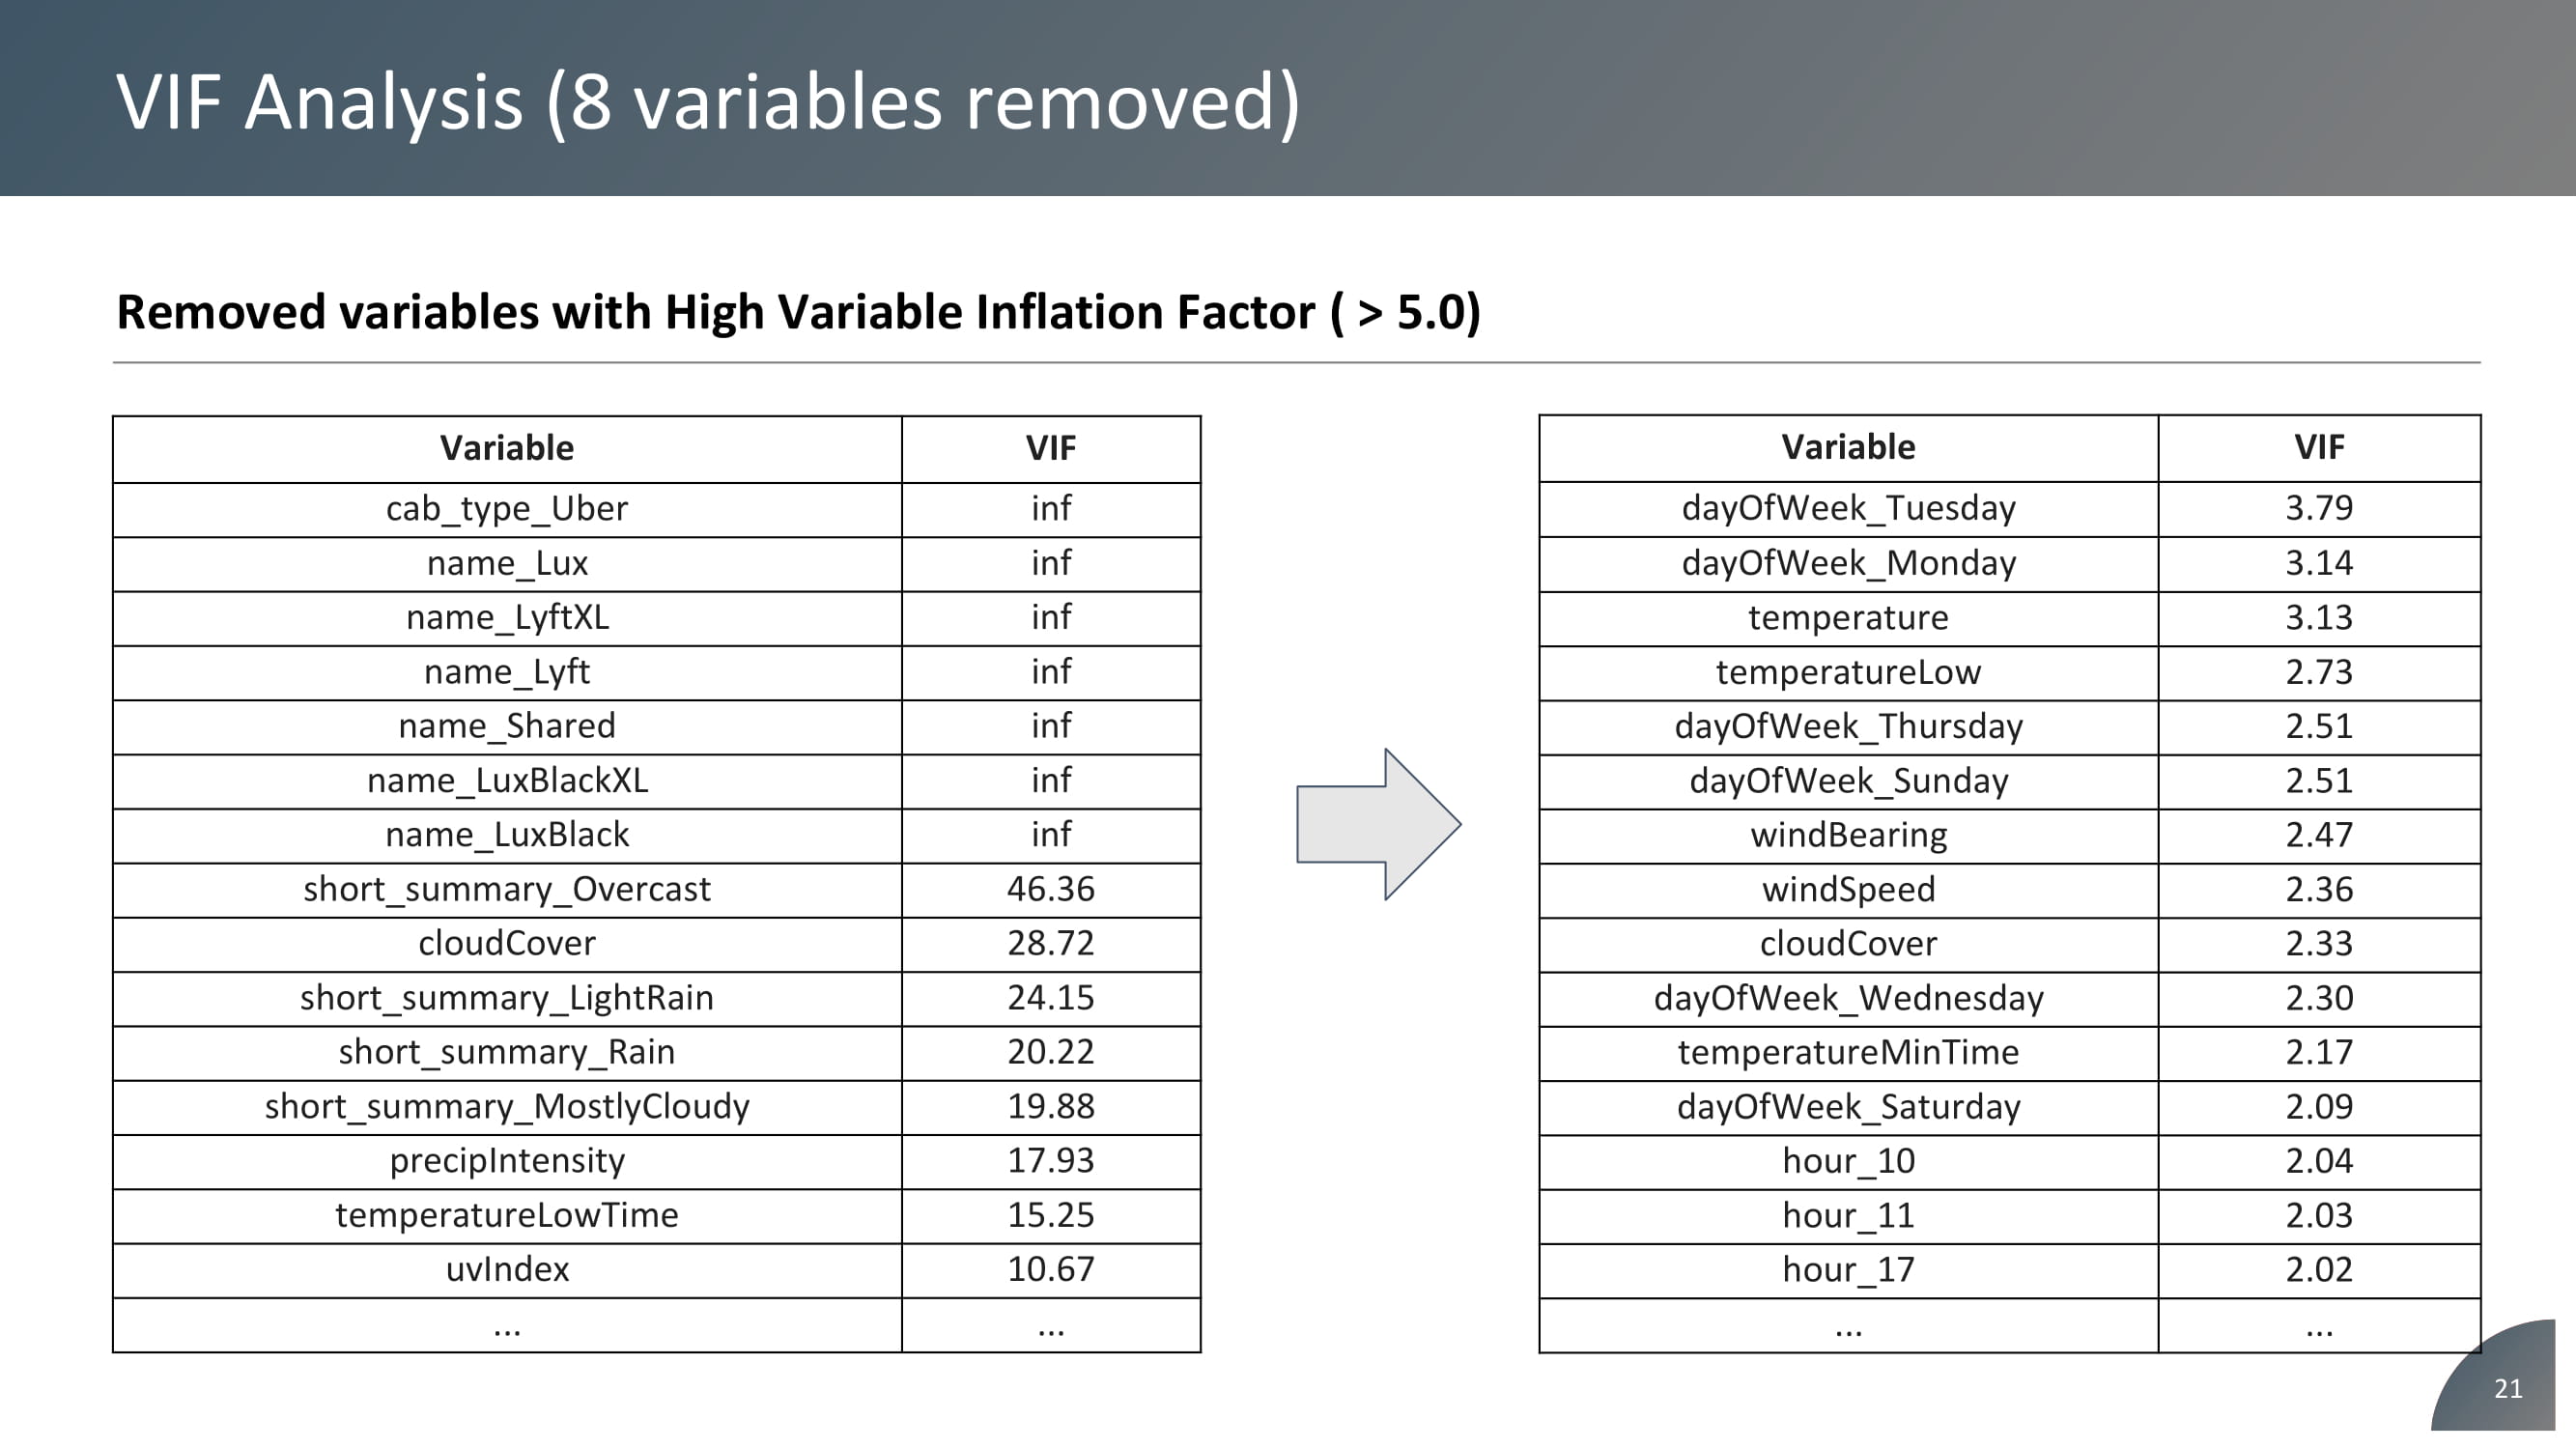 VIF Analysis (8 variables removed)
Removed variables with High Variable Inflation Factor ( > 5.0)
Variable VIF
cab_type_Uber inf
name_Lux inf
name_LyftXL inf
name_Lyft inf
name_Shared inf
name_LuxBlackXL inf
name_LuxBlack inf
short_summary_Overcast 46.36
cloudCover 28.72
short_summary_LightRain 24.15
short_summary_Rain 20.22
short_summary_MostlyCloudy 19.88
precipIntensity 17.93
temperatureLowTime 15.25
uvIndex 10.67
... ...
Variable VIF
dayOfWeek_Tuesday 3.79
dayOfWeek_Monday 3.14
temperature 3.13
temperatureLow 2.73
dayOfWeek_Thursday 2.51
dayOfWeek_Sunday 2.51
windBearing 2.47
windSpeed 2.36
cloudCover 2.33
dayOfWeek_Wednesday 2.30
temperatureMinTime 2.17
dayOfWeek_Saturday 2.09
hour_10 2.04
hour_11 2.03
hour_17 2.02
... ...
21